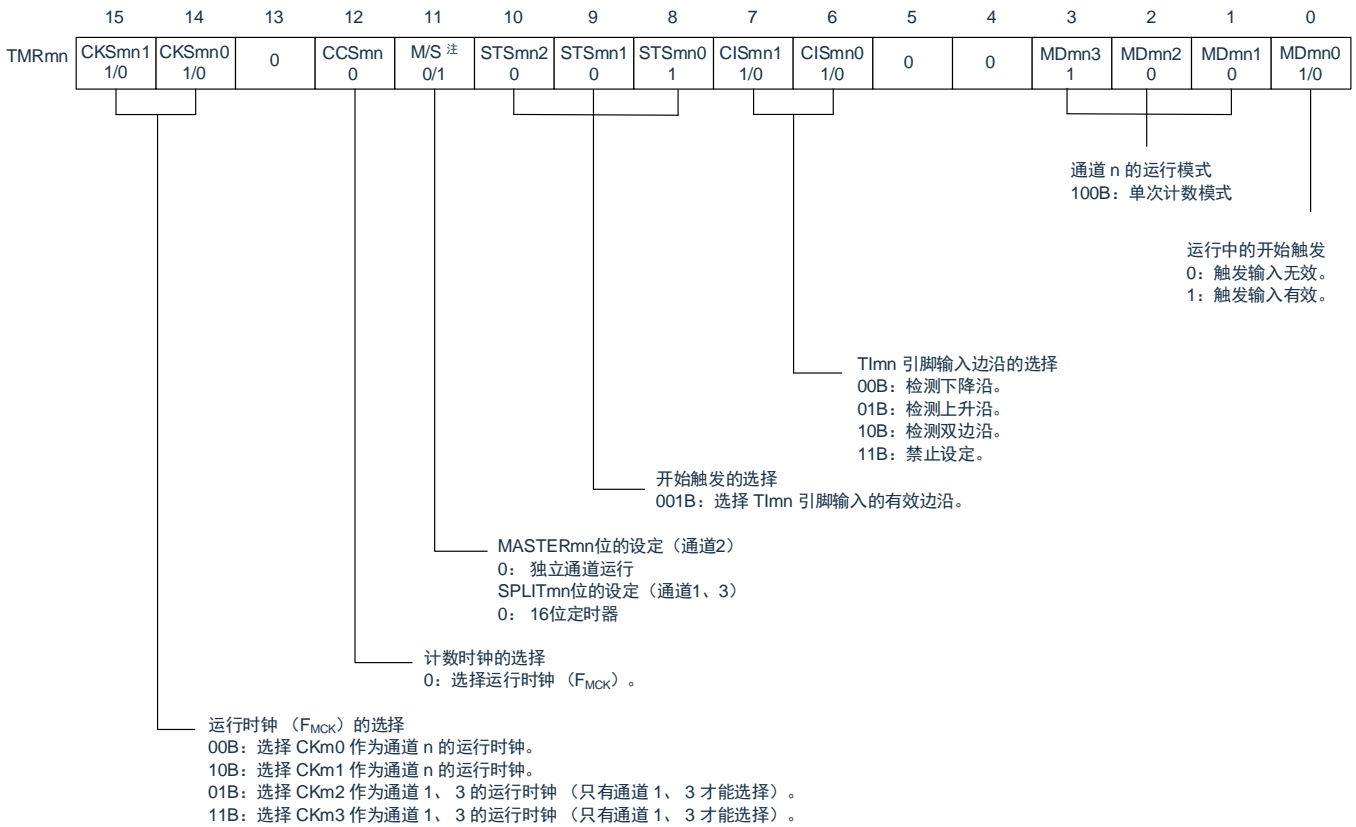 15 14 13 12 11 10 9 8 7 6 5 4 3 2 1 0
TMRmn CKSmn1 CKSmn0 0 CCSmn M/S 注 STSmn2 STSmn1 STSmn0 CISmn1 CISmn0 0 0 MDmn3 MDmn2 MDmn1 MDmn0
1/0 1/0 0 0/1 0 0 1 1/0 1/0 1 0 0 1/0
通道 n 的运行模式
100B：单次计数模式
运行中的开始触发
0：触发输入无效。
1：触发输入有效。
TImn 引脚输入边沿的选择
00B：检测下降沿。
01B：检测上升沿。
10B：检测双边沿。
11B：禁止设定。
开始触发的选择
001B：选择 TImn 引脚输入的有效边沿。
MASTERmn位的设定（通道2）
0： 独立通道运行
SPLITmn位的设定（通道1、3）
0： 16位定时器
计数时钟的选择
0：选择运行时钟 （FMCK）。
运行时钟 （FMCK）的选择
00B：选择 CKm0 作为通道 n 的运行时钟。
10B：选择 CKm1 作为通道 n 的运行时钟。
01B：选择 CKm2 作为通道 1、 3 的运行时钟 （只有通道 1、 3 才能选择）。
11B：选择 CKm3 作为通道 1、 3 的运行时钟 （只有通道 1、 3 才能选择）。